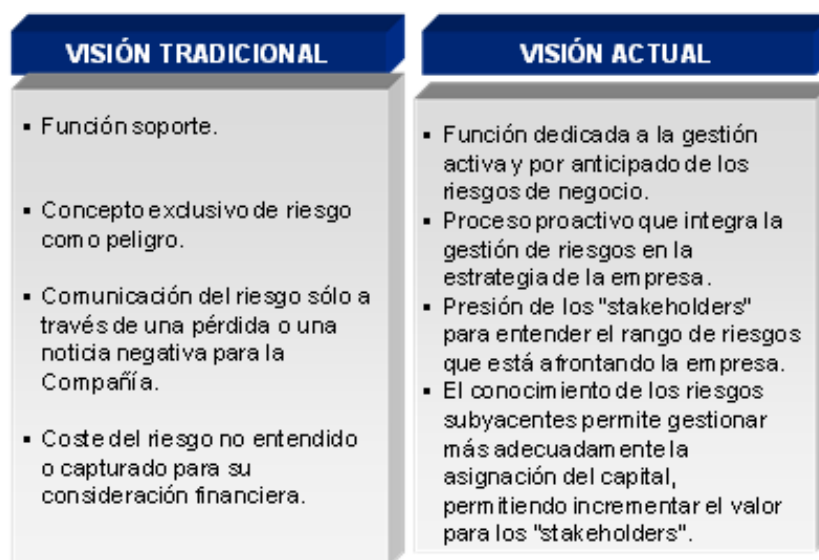 VISIÓN TRADICIONAL
▪ Función soporte.
▪ Concepto exclusivo de riesgo
como peligro.
▪ Comunicación del riesgo sólo a
través de una pérdida o una
noticia negativa para la
Compañía.
▪ Coste del riesgo no entendido
o capturado para su
consideración financiera.
VISIÓN ACTUAL
▪ Función dedicada a la gestión
activa y por anticipado de los
riesgos de negocio.
▪ Proceso proactivo que integra la
gestión de riesgos en la
estrategia de la empresa.
▪ Presión de los "stakeholders"
para entender el rango de riesgos
que está afrontando la empresa.
▪ El conocimiento de los riesgos
subyacentes permite gestionar
más adecuadamente la
asignación del capital,
permitiendo incrementar el valor
para los "stakeholders".